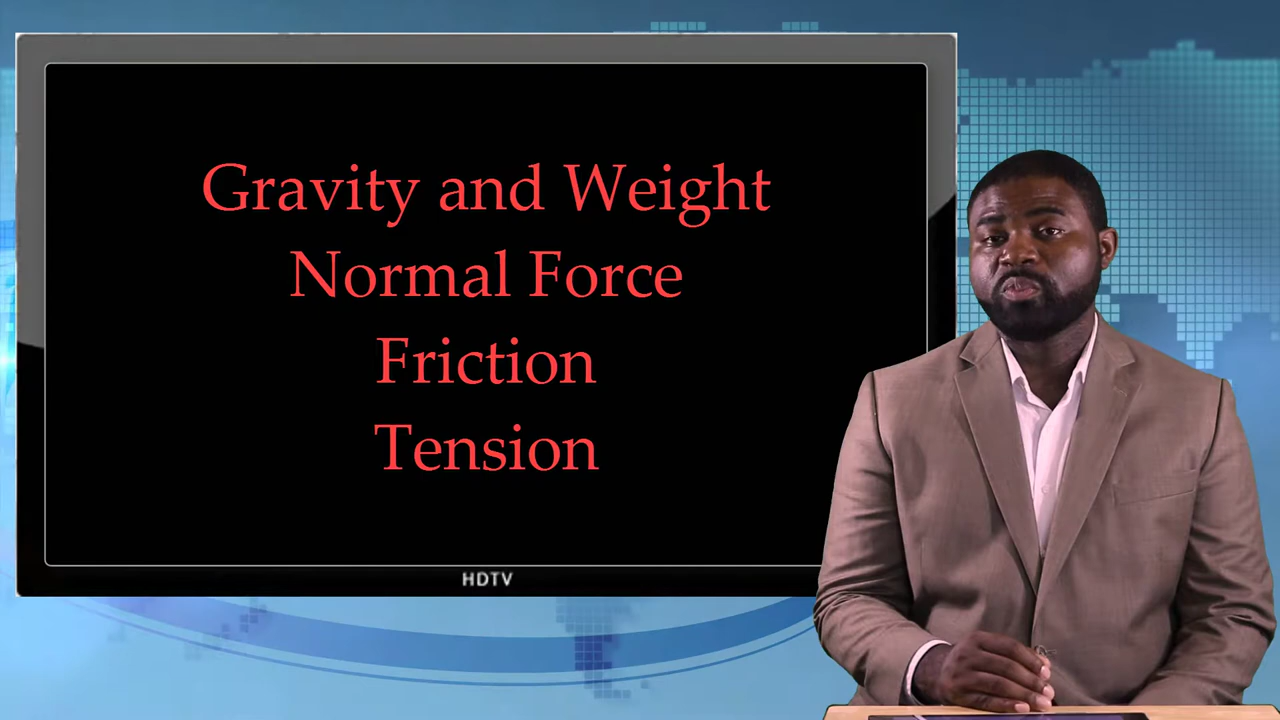 Gravity and Weight
Normal Force
Friction
Tension
HDTV